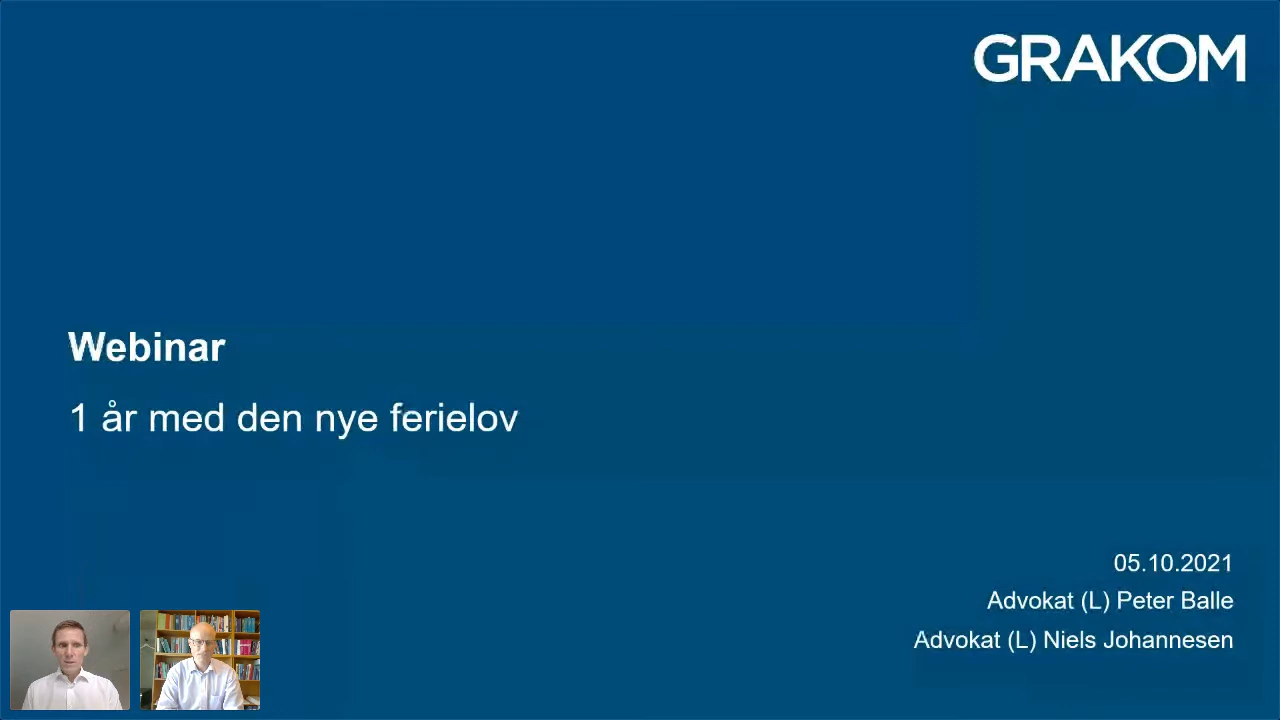 GRAKOM
Webinar
1 år med den nye ferielov
05.10.2021
Advokat (L) Peter Balle
Advokat (L) Niels Johannesen